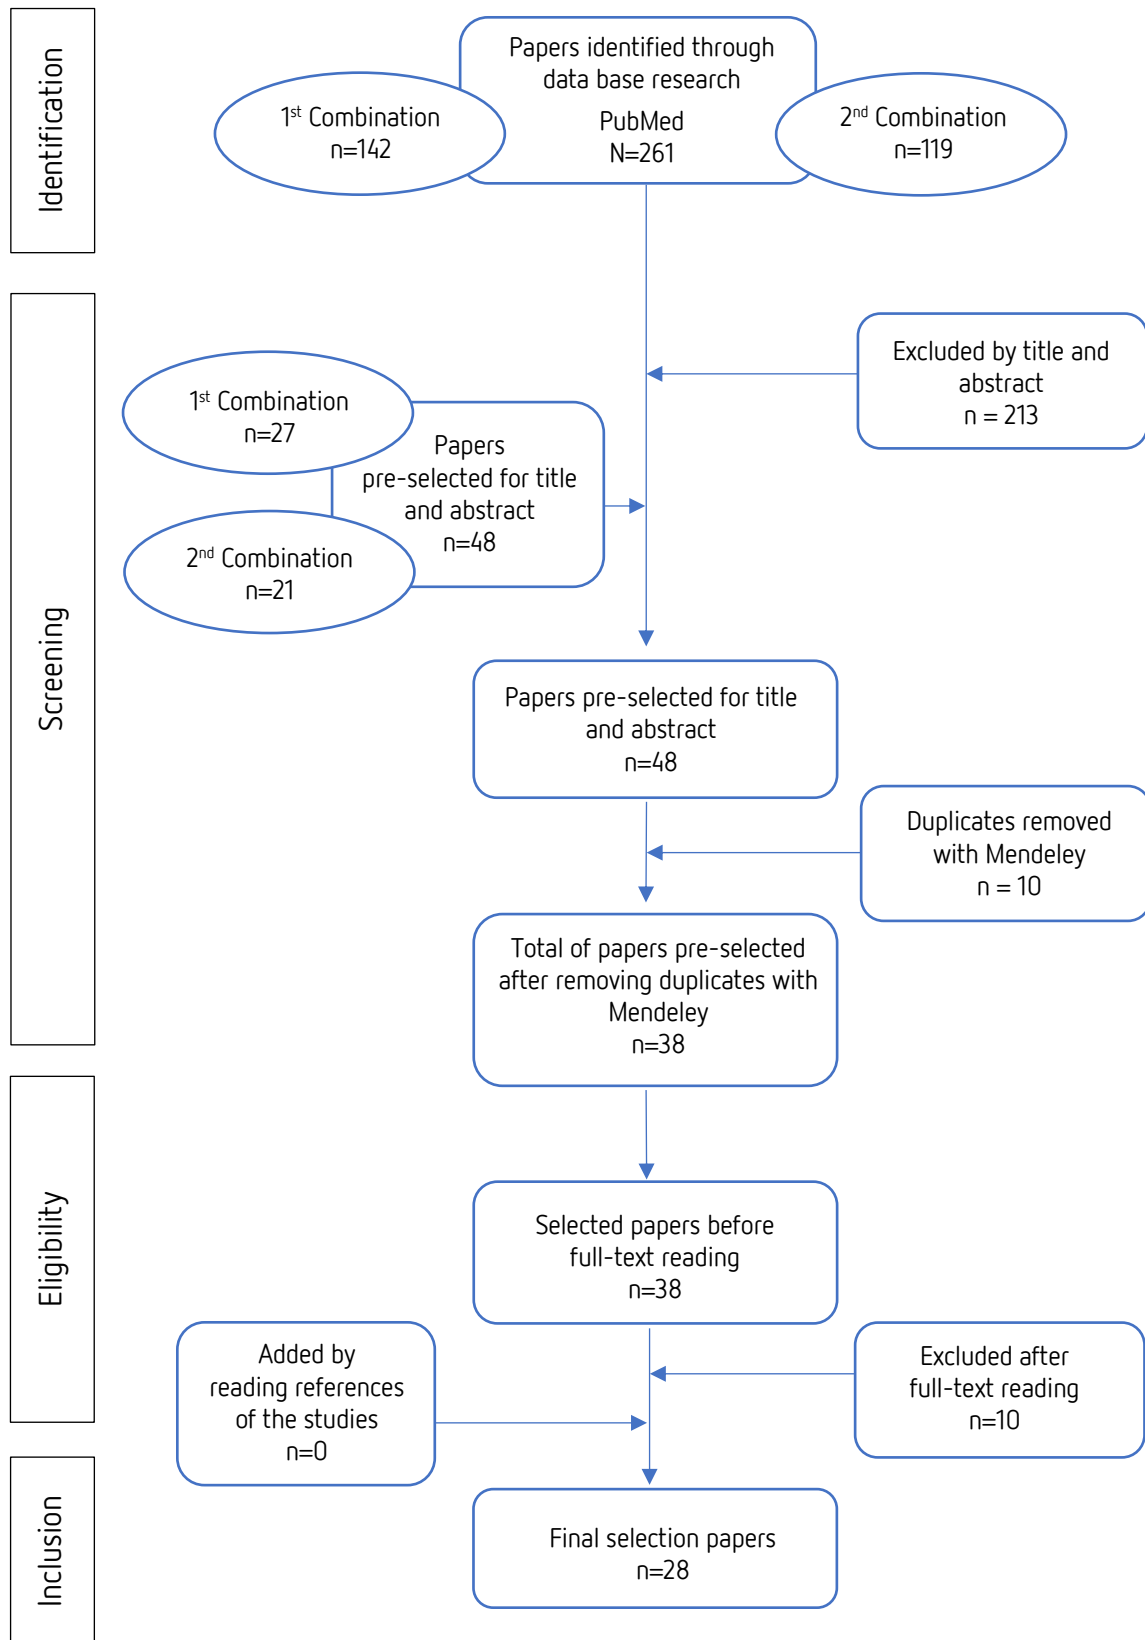 Identification
Papers identified through
data base research
PubMed
N=261
1st Combination
n=142
2nd Combination
n=119
Screening
Excluded by title and
abstract
n = 213
1st Combination
n=27
Papers
pre-selected for title
and abstract
n=48
2nd Combination
n=21
Papers pre-selected for title
and abstract
n=48
Duplicates removed
with Mendeley
n = 10
Total of papers pre-selected
after removing duplicates with
Mendeley
n=38
Eligibility
Selected papers before
full-text reading
n=38
Added by
reading references
of the studies
n=0
Excluded after
full-text reading
n=10
Inclusion
Final selection papers
n=28